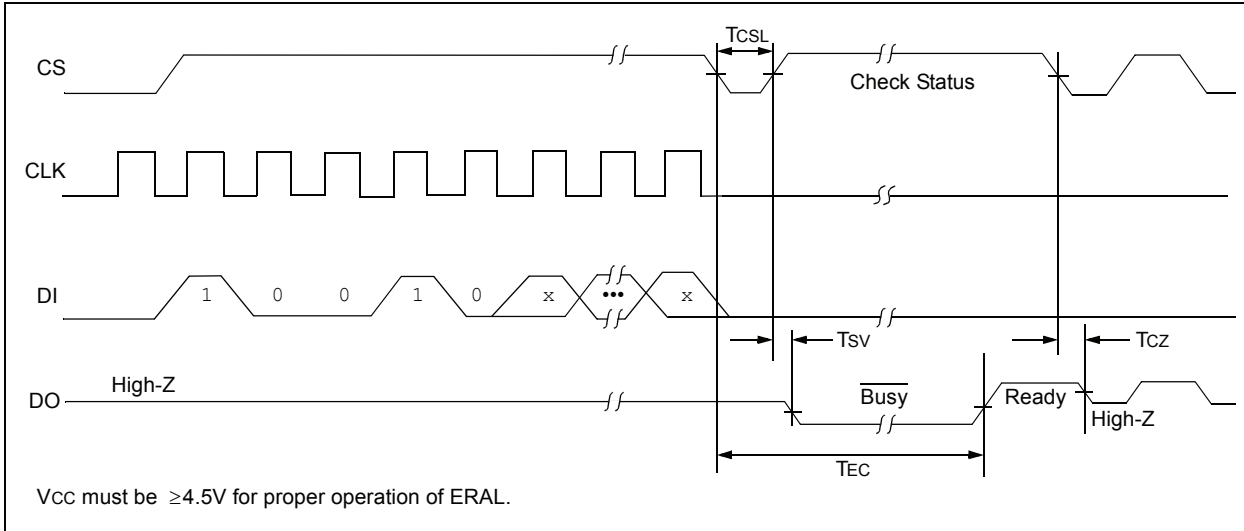 TCSL
CS
Check Status
CLK
DI
1 0 0 1 0 x ••• x
TSV
TCZ
High-Z
DO
Busy
Ready
High-Z
TEC
VCC must be ≥4.5V for proper operation of ERAL.